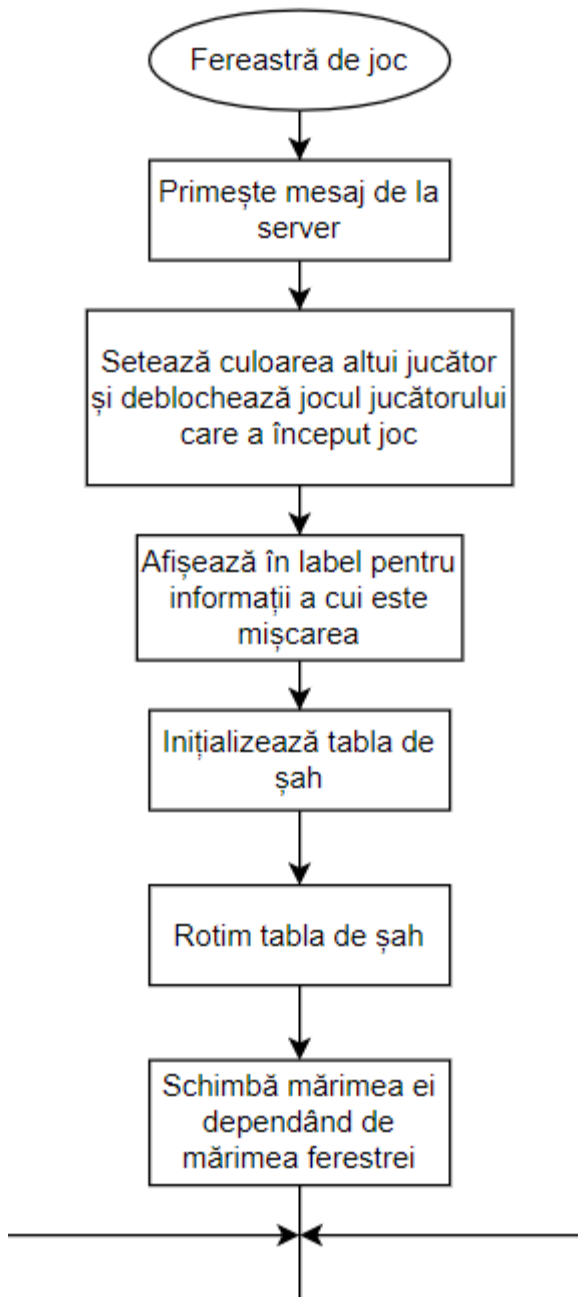 Fereastră de joc
Primește mesaj de la
server
Setează culoarea altui jucător
și deblochează jocul jucătorului
care a început joc
Afișează în label pentru
informații a cui este
mișcarea
Inițializează tabla de
șah
Rotim tabla de șah
Schimbă mărimea ei
dependând de
mărimea ferestrei